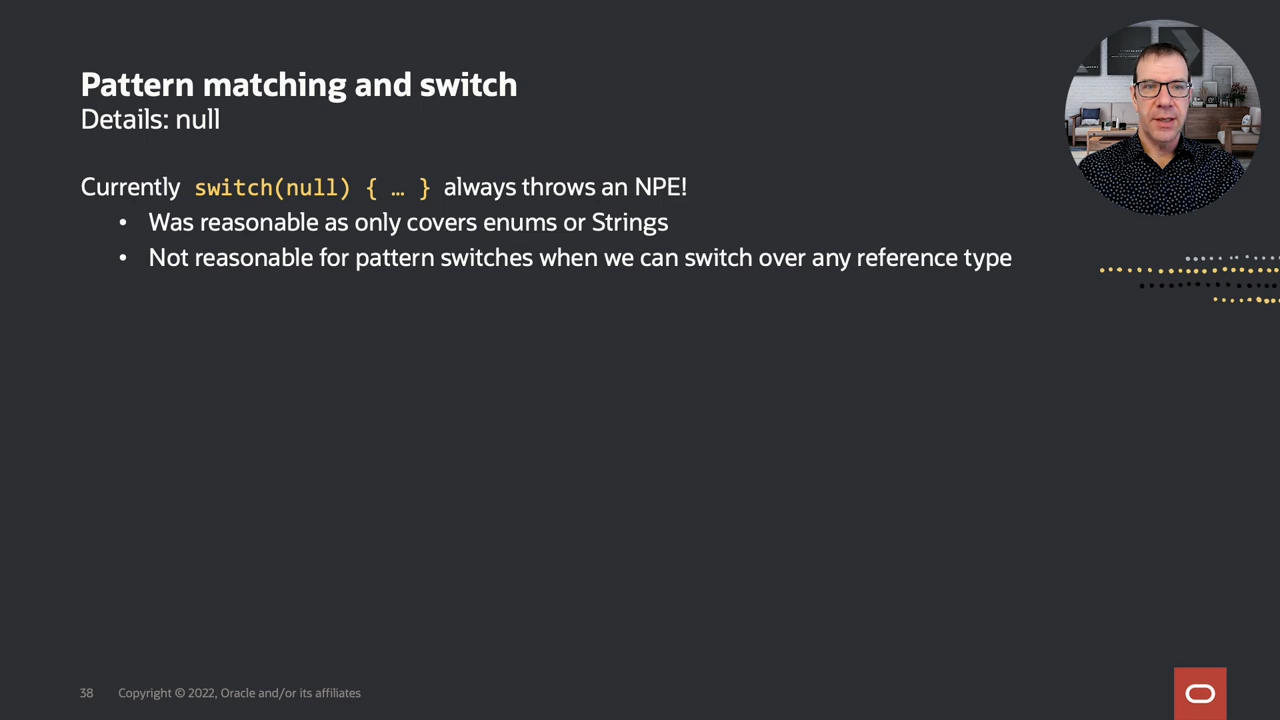 Pattern matching and switch
Details: null
Currently switch(null) { … } always throws an NPE!
• Was reasonable as only covers enums or Strings
• Not reasonable for pattern switches when we can switch over any reference type
38 Copyright © 2022, Oracle and/or its affiliates